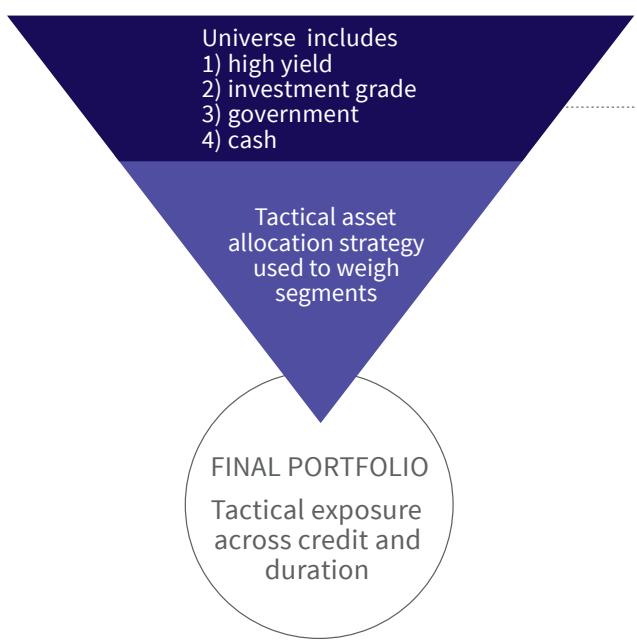 Universe includes
1) high yield
2) investment grade
3) government
4) cash
Tactical asset
allocation strategy
used to weigh
segments
FINAL PORTFOLIO
Tactical exposure
across credit and
duration